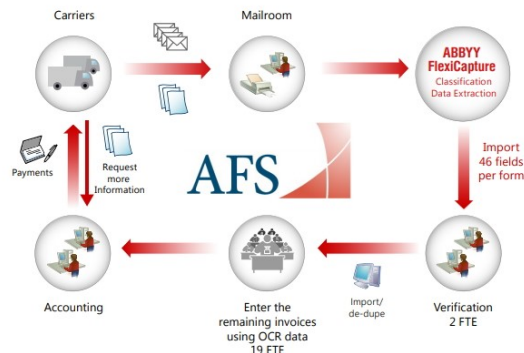 Carriers
Mailroom
ABBYY
FlexiCapture
Classification
Data Extraction
Payments
Request
more
Information
AFS
Import
46 fields
per form
Accounting
Enter the
remaining invoices
using OCR data
19 FTE
Import/
de-dupe
Verification
2 FTE